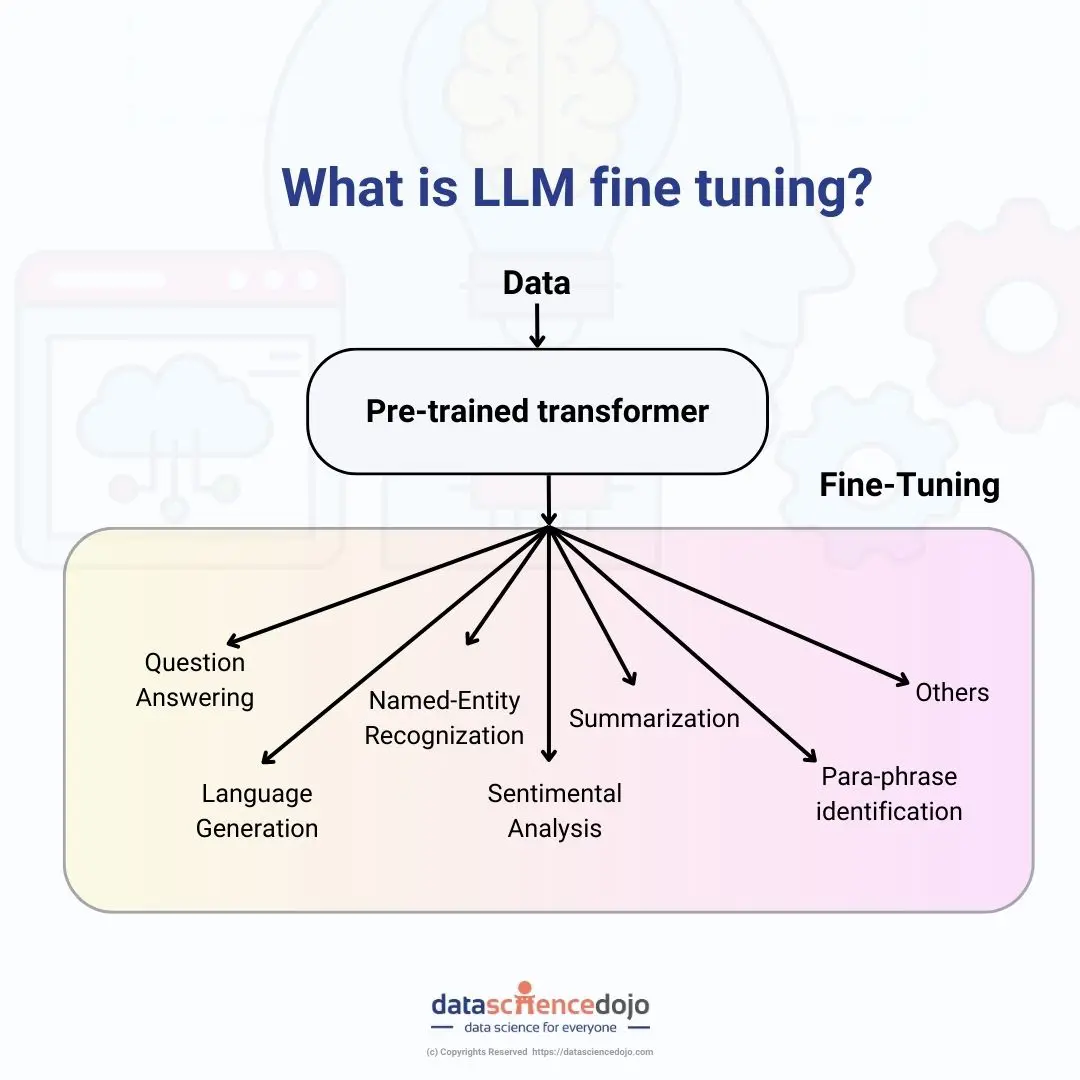 What is LLM fine tuning?
Data
Pre-trained transformer
Fine-Tuning
Question
Answering
Named-Entity
Recognization
Summarization
Others
Language
Generation
Sentimental
Analysis
Para-phrase
identification
datasciencedojo
data science for everyone
(c) Copyrights Reserved https://datasciencedojo.com